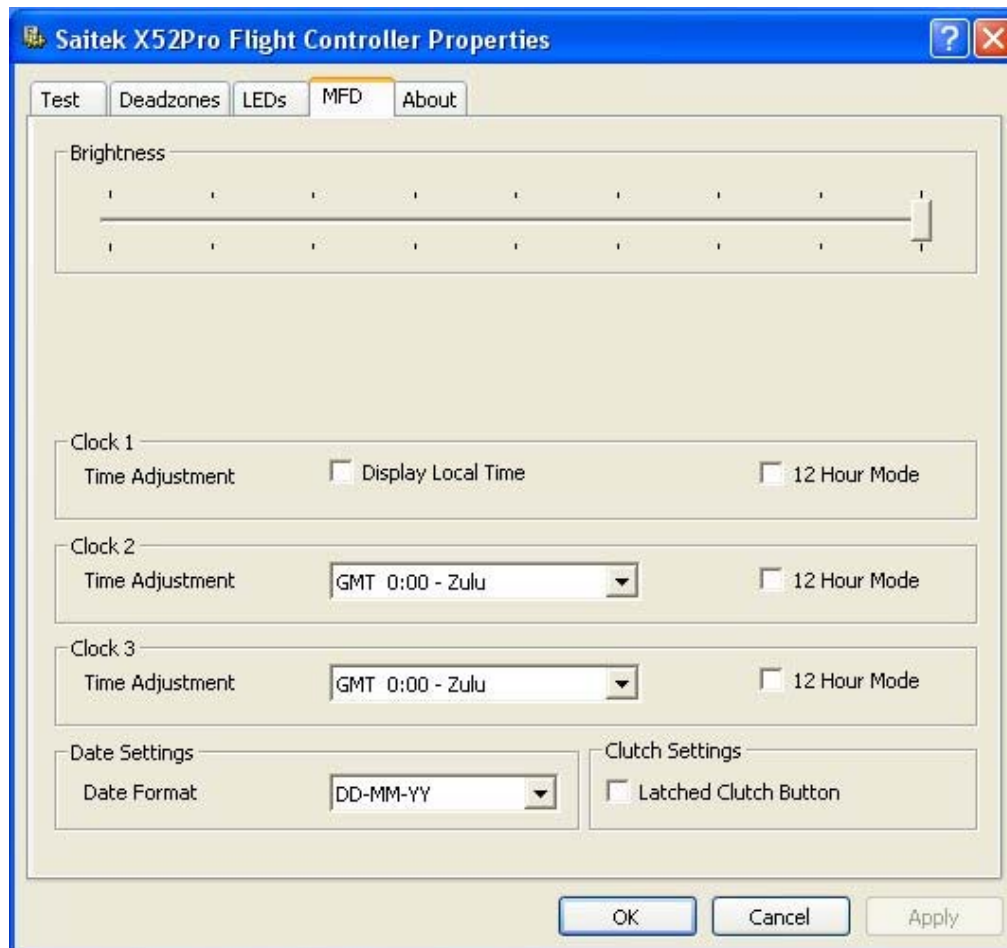 Saitek X52Pro Flight Controller Properties
Test Deadzones LEDs MFD About
Brightness
Clock 1
Time Adjustment Display Local Time 12 Hour Mode
Clock 2
Time Adjustment GMT 0:00 - Zulu 12 Hour Mode
Clock 3
Time Adjustment GMT 0:00 - Zulu 12 Hour Mode
Date Settings Clutch Settings
Date Format DD-MM-YY Latched Clutch Button
OK Cancel Apply